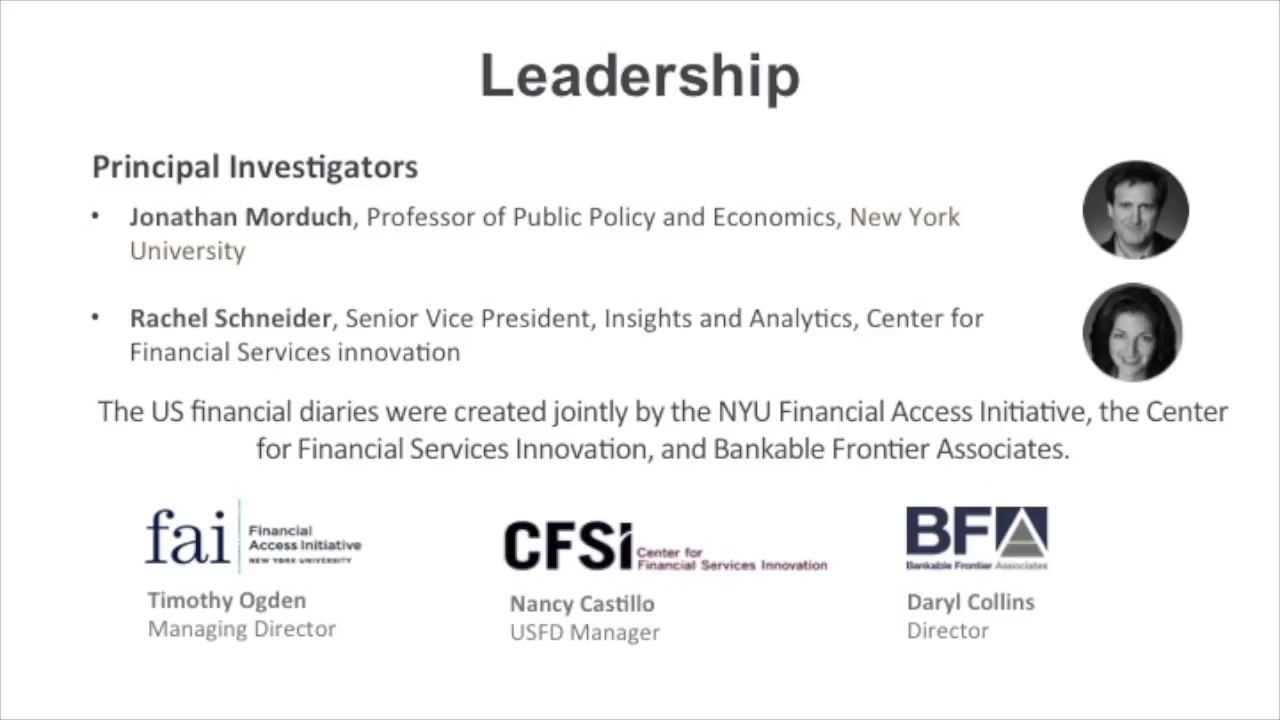 Leadership
Principal Investigators
• Jonathan Morduch, Professor of Public Policy and Economics, New York
University
• Rachel Schneider, Senior Vice President, Insights and Analytics, Center for
Financial Services innovation
The US financial diaries were created jointly by the NYU Financial Access Initiative, the Center
for Financial Services Innovation, and Bankable Frontier Associates.
fai
Financial
Access Initiative
NEW YORK UNIVERSITY
Timothy Ogden
Managing Director
CFSi
Center for
Financial Services Innovation
Nancy Castillo
USFD Manager
BFA
Bankable Frontier Associates
Daryl Collins
Director